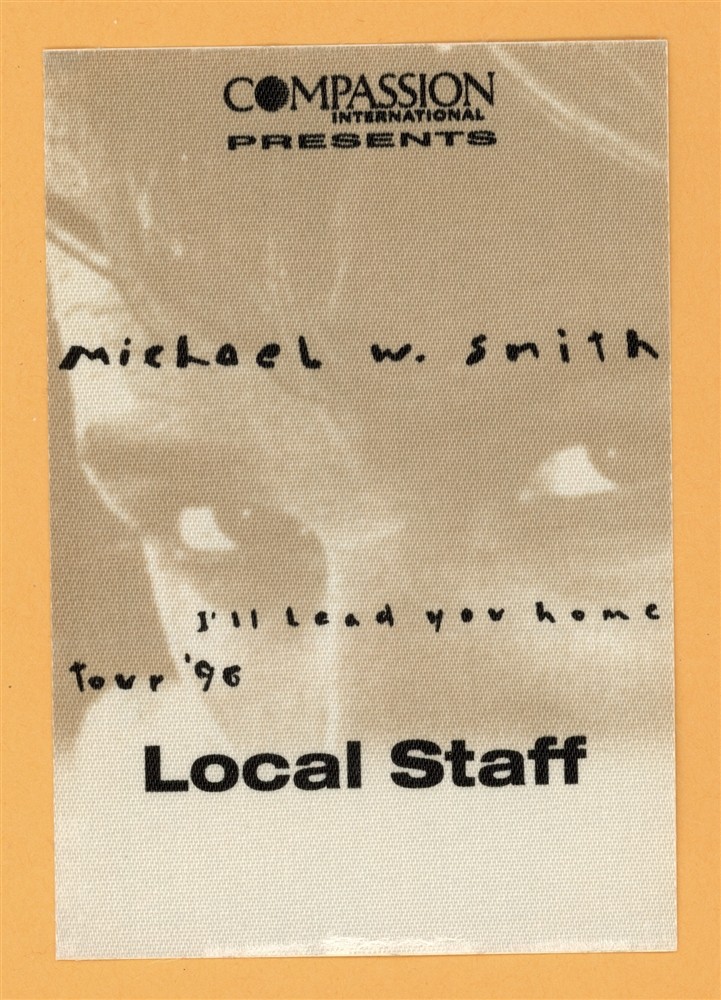 COMPASSION
INTERNATIONAL
PRESENTS
michael w. smith
I'll lead you home
tour '96
Local Staff